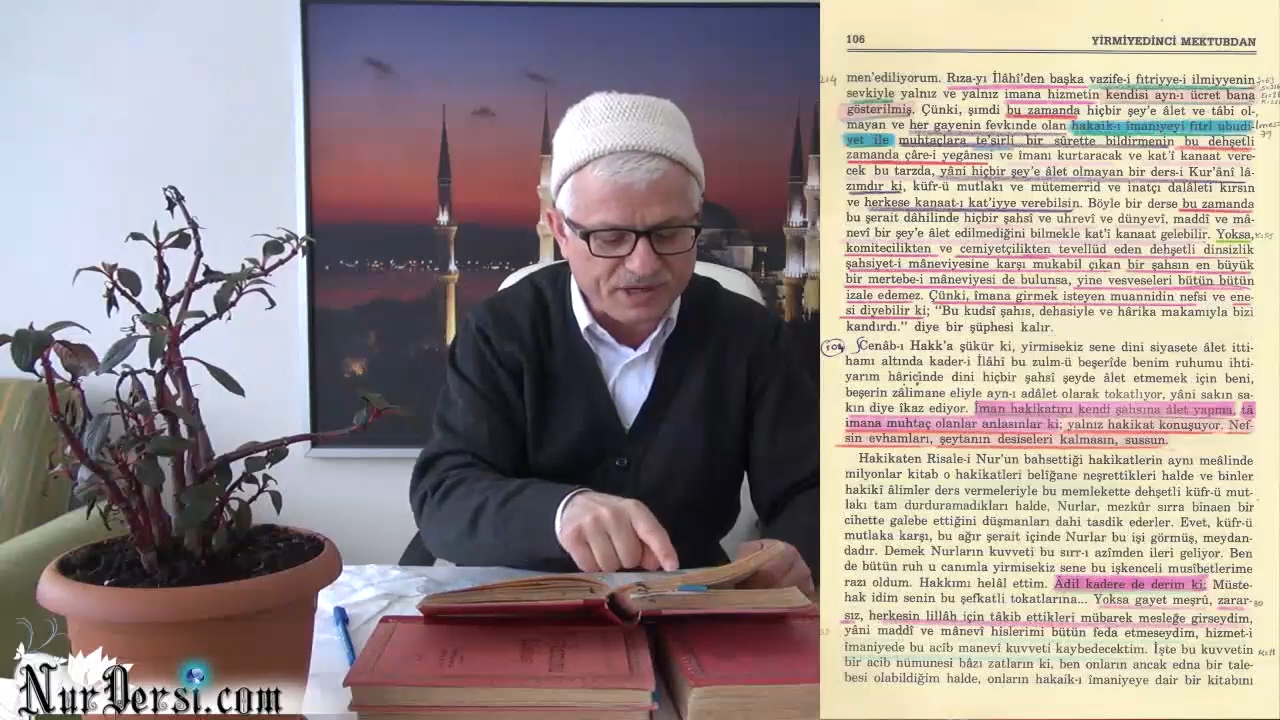 106
YİRMİYEDİNCİ MEKTUBDAN
men'ediliyorum. Rıza-yı İlâhî'den başka vazife-i fıtriyye-i ilmiyyenin
sevkiyle yalnız ve yalnız imana hizmetin kendisi ayn-ı ücret bana
gösterilmiş. Çünki, şimdi bu zamanda hiçbir şey'e âlet ve tâbi ol-
mayan ve her gayenin fevkinde olan hakaik-ı imaniyeyi fıtrî ubudi-
yet ile muhtaçlara te'sirli bir sûrette bildirmenin bu dehşetli
zamanda çâre-i yegânesi ve imanı kurtaracak ve kat'î kanaat vere-
cek bu tarzda, yâni hiçbir şey'e âlet olmayan bir ders-i Kur'ânî lâ-
zımdır ki, küfr-ü mutlakı ve mütemerrid ve inatçı dalâleti kırsın
ve herkese kanaat-ı kat'iyye verebilsin. Böyle bir derse bu zamanda
bu şerait dâhilinde hiçbir şahsî ve uhrevî ve dünyevî, maddî ve mâ-
nevî bir şey'e âlet edilmediğini bilmekle kat'î kanaat gelebilir. Yoksa,
komitecilikten ve cemiyetçilikten tevellüd eden dehşetli dinsizlik
şahsiyet-i mâneviyesine karşı mukabil çıkan bir şahsın en büyük
bir mertebe-i mâneviyesi de bulunsa, yine vesveseleri bütün bütün
izale edemez. Çünki, îmana girmek isteyen muannidin nefsi ve ene-
si diyebilir ki; "Bu kudsî şahıs, dehasiyle ve hârika makamıyla bizi
kandırdı." diye bir şüphesi kalır.
Cenâb-ı Hakk'a şükür ki, yirmisekiz sene dini siyasete âlet itti-
hamı altında kader-i İlâhî bu zulm-ü beşerîde benim ruhumu ihti-
yarım hâricinde dini hiçbir şahsî şeyde âlet etmemek için beni,
beşerin zâlimane eliyle ayn-ı adâlet olarak tokatlıyor, yâni sakın sa-
kın diye îkaz ediyor. Îman hakikatını kendi şahsına âlet yapma, tâ
imana muhtaç olanlar anlasınlar ki; yalnız hakikat konuşuyor. Nef-
sin evhamları, şeytanın desiseleri kalmasın, sussun.
Hakikaten Risale-i Nur'un bahsettiği hakikatlerin aynı meâlinde
milyonlar kitab o hakikatleri belîğane neşrettikleri halde ve binler
hakikî âlimler ders vermeleriyle bu memlekette dehşetli küfr-ü mut-
lakı tam durduramadıkları halde, Nurlar, mezkûr sırra binaen bir
cihette galebe ettiğini düşmanları dahi tasdik ederler. Evet, küfr-ü
mutlaka karşı, bu ağır şerait içinde Nurlar bu işi görmüş, meydan-
dadır. Demek Nurların kuvveti bu sırr-ı azîmden ileri geliyor. Ben
de bütün ruh u canımla yirmisekiz sene bu işkenceli musîbetlerime
razı oldum. Hakkımı helâl ettim. Âdil kadere de derim ki: Müste-
hak idim senin bu şefkatli tokatlarına... Yoksa gayet meşrû, zarar-
sız, herkesin lillâh için tâkib ettikleri mübarek mesleğe girseydim,
yâni maddî ve mânevî hislerimi bütün feda etmeseydim, hizmet-i
îmaniyede bu acîb manevî kuvveti kaybedecektim. İşte bu kuvvetin
bir acib nümunesi bâzı zatların ki, ben onların ancak edna bir tale-
besi olabildiğim halde, onların hakaik-ı imaniyeye dair bir kitabını
NurDersi.com